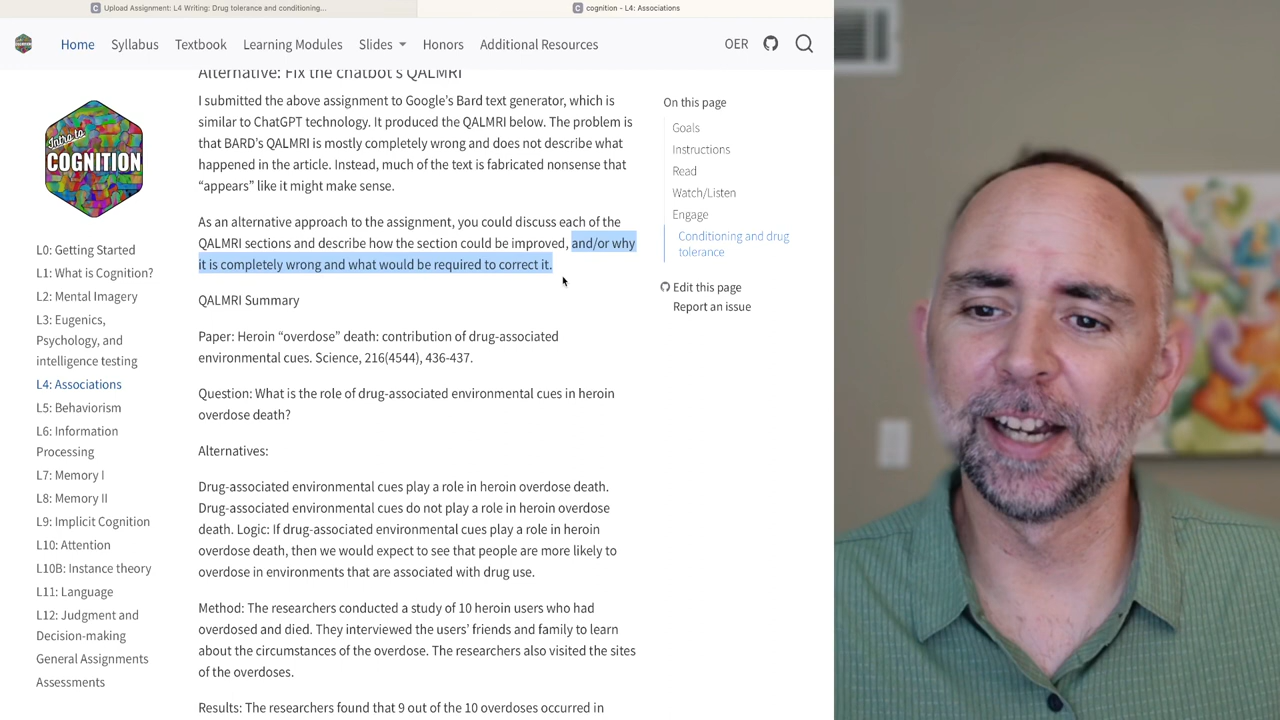 Upload Assignment: L4 Writing: Drug tolerance and conditioning...
cognition - L4: Associations
Home Syllabus Textbook Learning Modules Slides Honors Additional Resources OER
Alternative: Fix the chatbot's QALMRI
I submitted the above assignment to Google's Bard text generator, which is
similar to ChatGPT technology. It produced the QALMRI below. The problem is
that BARD's QALMRI is mostly completely wrong and does not describe what
happened in the article. Instead, much of the text is fabricated nonsense that
“appears” like it might make sense.
As an alternative approach to the assignment, you could discuss each of the
QALMRI sections and describe how the section could be improved, and/or why
it is completely wrong and what would be required to correct it.
QALMRI Summary
Paper: Heroin “overdose” death: contribution of drug-associated
environmental cues. Science, 216(4544), 436-437.
Question: What is the role of drug-associated environmental cues in heroin
overdose death?
Alternatives:
Drug-associated environmental cues play a role in heroin overdose death.
Drug-associated environmental cues do not play a role in heroin overdose
death. Logic: If drug-associated environmental cues play a role in heroin
overdose death, then we would expect to see that people are more likely to
overdose in environments that are associated with drug use.
Method: The researchers conducted a study of 10 heroin users who had
overdosed and died. They interviewed the users' friends and family to learn
about the circumstances of the overdose. The researchers also visited the sites
of the overdoses.
Results: The researchers found that 9 out of the 10 overdoses occurred in
Intro to
COGNITION
L0: Getting Started
L1: What is Cognition?
L2: Mental Imagery
L3: Eugenics,
Psychology, and
intelligence testing
L4: Associations
L5: Behaviorism
L6: Information
Processing
L7: Memory I
L8: Memory II
L9: Implicit Cognition
L10: Attention
L10B: Instance theory
L11: Language
L12: Judgment and
Decision-making
General Assignments
Assessments
On this page
Goals
Instructions
Read
Watch/Listen
Engage
Conditioning and drug
tolerance
Edit this page
Report an issue